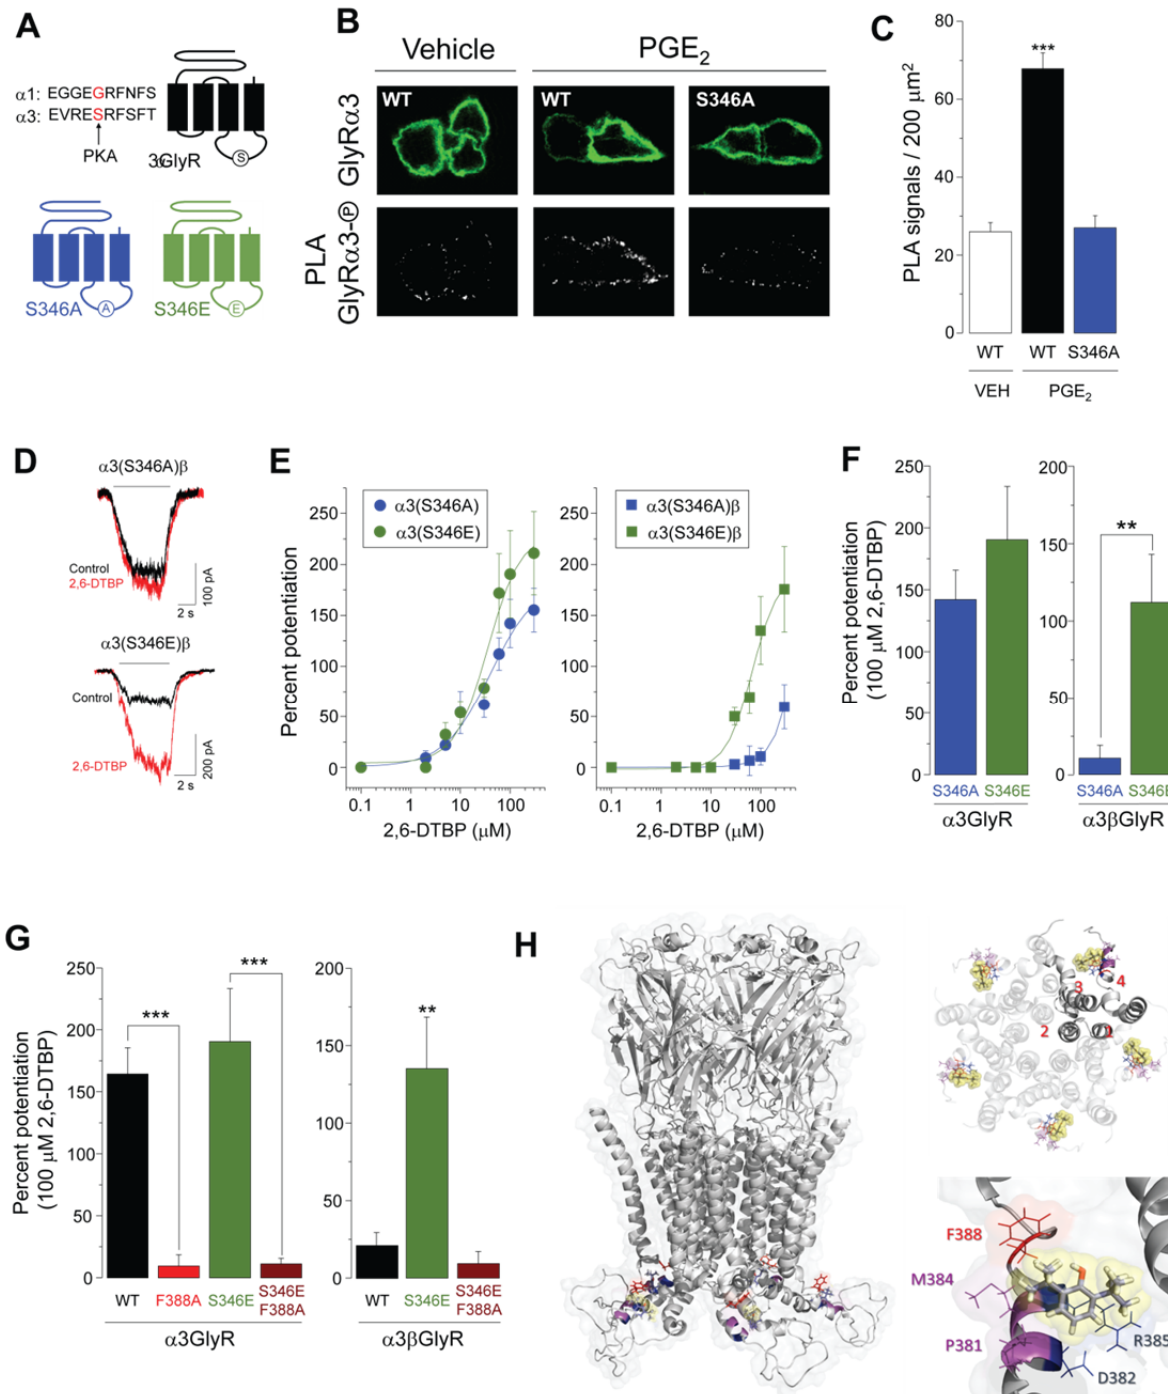 A
α1: EGGEGRFNFS
α3: EVRESRFSFT
PKA
α3GlyR
S
S346A
A
S346E
E
B
Vehicle
PGE2
GlyRα3
WT
WT
S346A
PLA
GlyRα3-P
C
PLA signals / 200 μm2
80
60
40
20
0
***
WT
WT
S346A
VEH
PGE2
D
α3(S346A)β
Control
2,6-DTBP
100 pA
2 s
α3(S346E)β
Control
2,6-DTBP
200 pA
2 s
E
Percent potentiation
250
200
150
100
50
0
α3(S346A)
α3(S346E)
0.1
1
10
100
2,6-DTBP (μM)
250
200
150
100
50
0
α3(S346A)β
α3(S346E)β
0.1
1
10
100
2,6-DTBP (μM)
F
Percent potentiation
(100 μM 2,6-DTBP)
250
200
150
100
50
0
S346A
S346E
α3GlyR
200
150
100
50
0
**
S346A
S346E
α3βGlyR
G
Percent potentiation
(100 μM 2,6-DTBP)
250
200
150
100
50
0
***
***
WT
F388A
S346E
S346E
F388A
α3GlyR
200
150
100
50
0
**
WT
S346E
S346E
F388A
α3βGlyR
H
3
4
2
F388
M384
P381
R385
D382